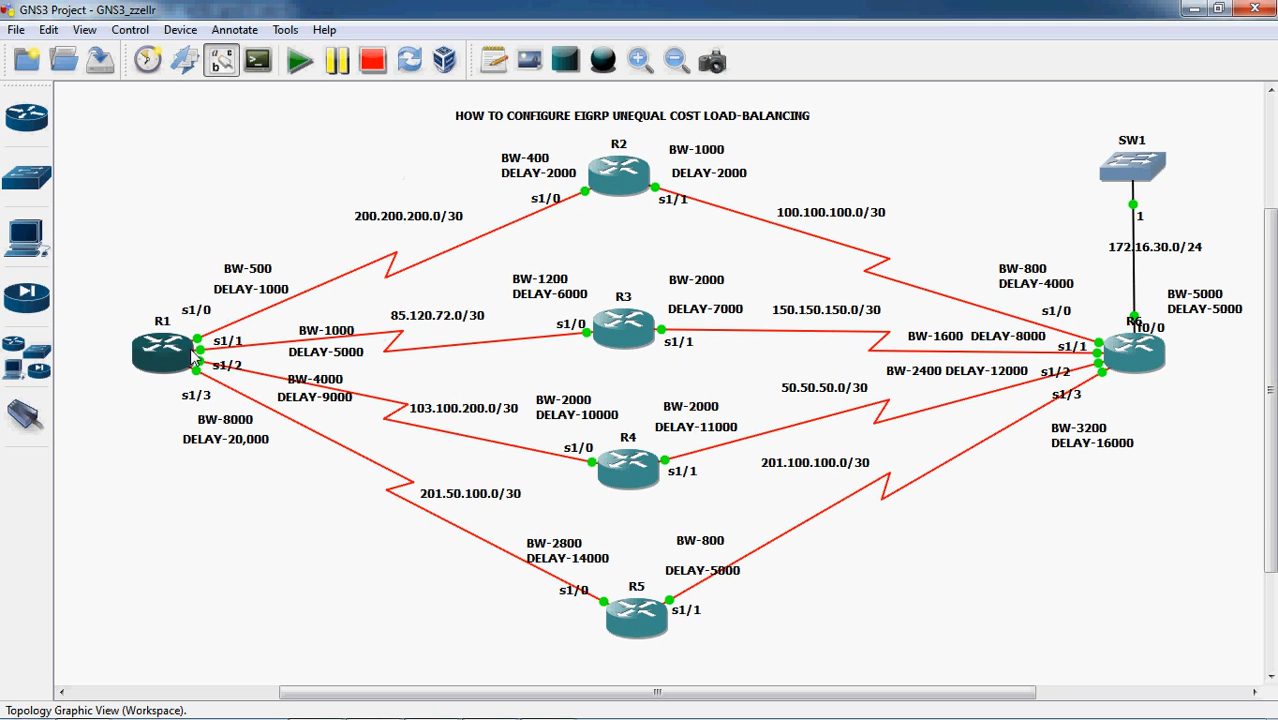 GNS3 Project - GNS3_zzellr
File Edit View Control Device Annotate Tools Help
HOW TO CONFIGURE EIGRP UNEQUAL COST LOAD-BALANCING
R2
BW-400
DELAY-2000
BW-1000
DELAY-2000
s1/0
s1/1
SW1
1
172.16.30.0/24
200.200.200.0/30
100.100.100.0/30
BW-500
DELAY-1000
s1/0
R1
s1/1
s1/2
s1/3
BW-1000
DELAY-5000
85.120.72.0/30
BW-1200
DELAY-6000
R3
s1/0
s1/1
BW-2000
DELAY-7000
150.150.150.0/30
BW-800
DELAY-4000
s1/0
BW-5000
DELAY-5000
R6
f0/0
BW-1600 DELAY-8000
s1/1
BW-2400 DELAY-12000
s1/2
s1/3
BW-3200
DELAY-16000
BW-4000
DELAY-9000
103.100.200.0/30
BW-2000
DELAY-10000
R4
s1/0
s1/1
BW-2000
DELAY-11000
50.50.50.0/30
201.100.100.0/30
BW-8000
DELAY-20,000
201.50.100.0/30
BW-2800
DELAY-14000
s1/0
R5
s1/1
BW-800
DELAY-5000
Topology Graphic View (Workspace).